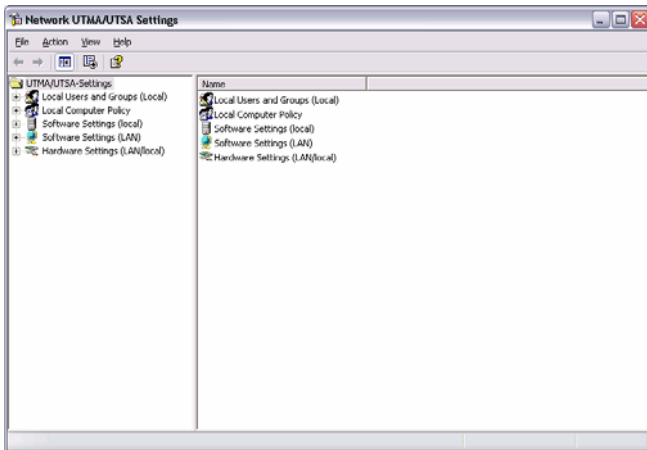 Network UTMA/UTSA Settings
File Action View Help
UTMA/UTSA-Settings
Local Users and Groups (Local)
Local Computer Policy
Software Settings (local)
Software Settings (LAN)
Hardware Settings (LAN/local)
Name
Local Users and Groups (Local)
Local Computer Policy
Software Settings (local)
Software Settings (LAN)
Hardware Settings (LAN/local)